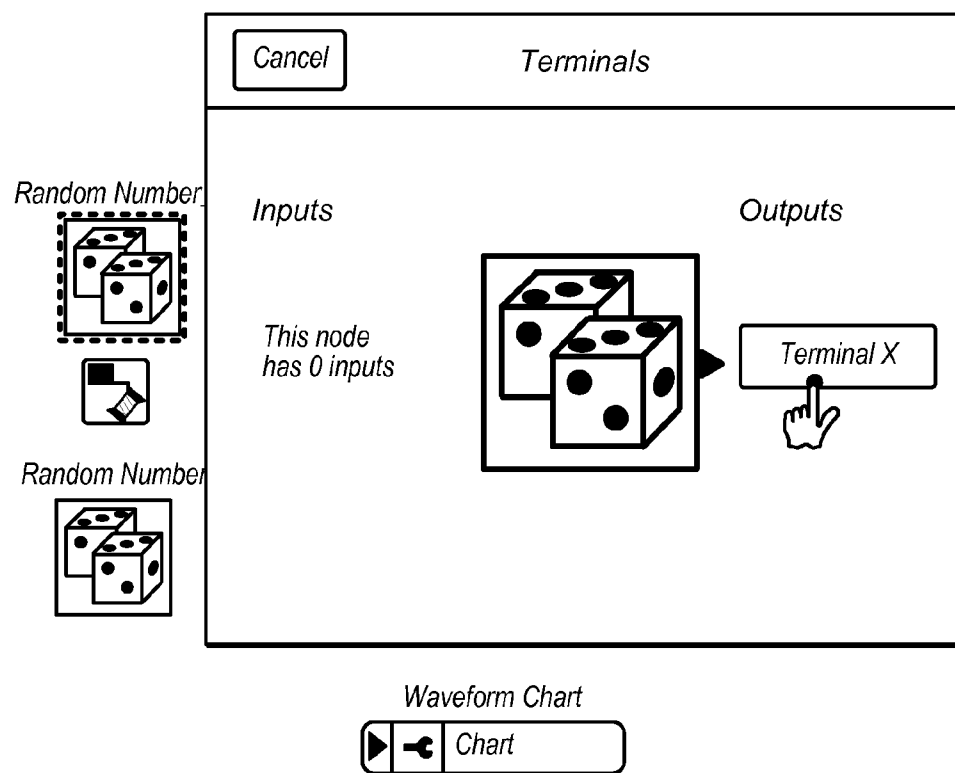 Cancel
Terminals
Random Number
Inputs
Outputs
This node
has 0 inputs
Terminal X
Random Number
Waveform Chart
Chart